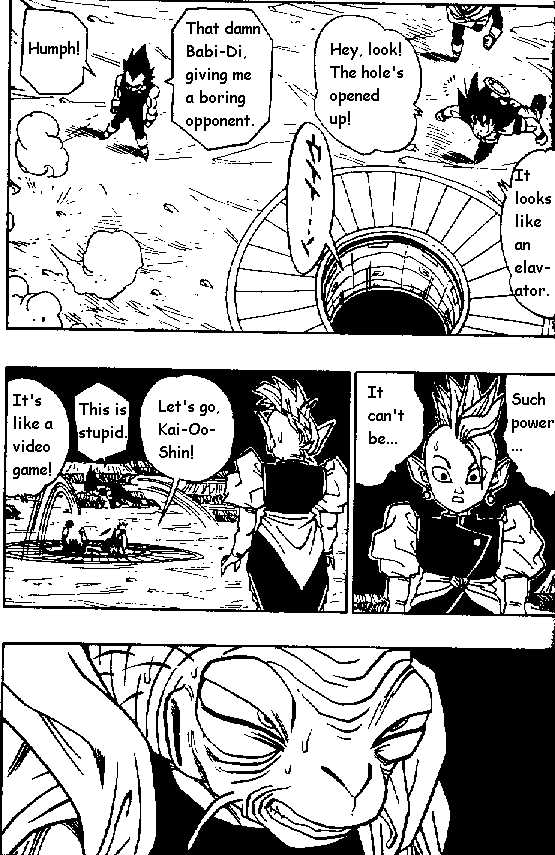 Humph!
That damn
Babi-Di,
giving me
a boring
opponent.
Hey, look!
The hole's
opened
up!
It
looks
like
an
elav-
ator.
It's
like a
video
game!
This is
stupid.
Let's go,
Kai-Oo-
Shin!
It
can't
be...
Such
power
...